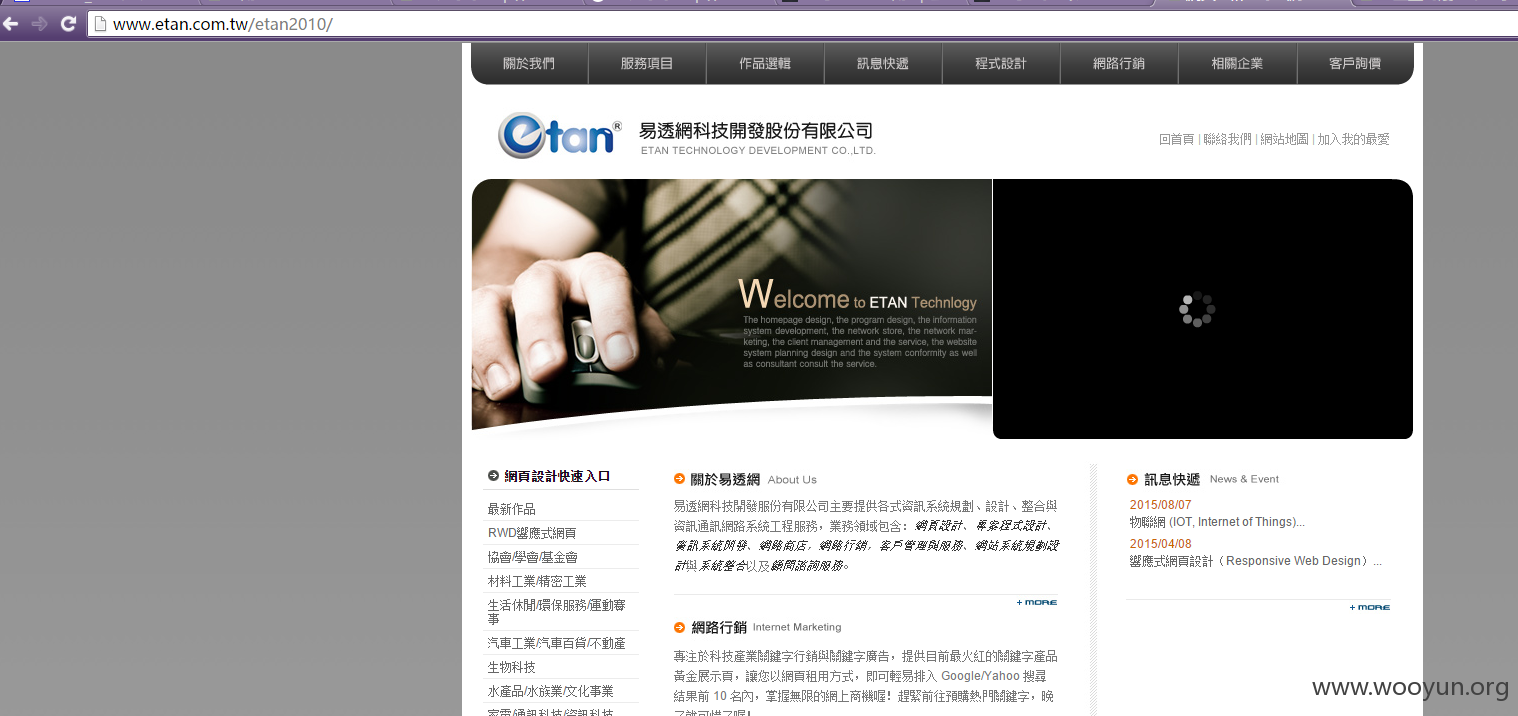 www.etan.com.tw/etan2010/
關於我們 服務項目 作品選輯 訊息快遞 程式設計 網路行銷 相關企業 客戶詢價
etan® 易透網科技開發股份有限公司
ETAN TECHNOLOGY DEVELOPMENT CO.,LTD.
回首頁 | 聯絡我們 | 網站地圖 | 加入我的最愛
Welcome to ETAN Technlogy
The homepage design, the program design, the information
system development, the network store, the network mar-
keting, the client management and the service, the website
system planning design and the system conformity as well
as consultant consult the service.
網頁設計快速入口
最新作品
RWD響應式網頁
協會/學會/基金會
材料工業/精密工業
生活休閒/環保服務/運動賽
事
汽車工業/汽車百貨/不動產
生物科技
水產品/水族業/文化事業
家電/通訊科技/資訊科技
關於易透網 About Us
易透網科技開發股份有限公司主要提供各式資訊系統規劃、設計、整合與
資訊通訊網路系統工程服務，業務領域包含：網頁設計、專案程式設計、
資訊系統開發、網路商店，網路行銷，客戶管理與服務、網站系統規劃設
計與系統整合以及顧問諮詢服務。
+ MORE
網路行銷 Internet Marketing
專注於科技產業關鍵字行銷與關鍵字廣告，提供目前最火紅的關鍵字產品
黃金展示頁，讓您以網頁租用方式，即可輕易排入 Google/Yahoo 搜尋
結果前 10 名內，掌握無限的網上商機喔！趕緊前往預購熱門關鍵字，晚
了就可惜了喔！
訊息快遞 News & Event
2015/08/07
物聯網 (IOT, Internet of Things)...
2015/04/08
響應式網頁設計（Responsive Web Design）...
+ MORE
www.wooyun.org